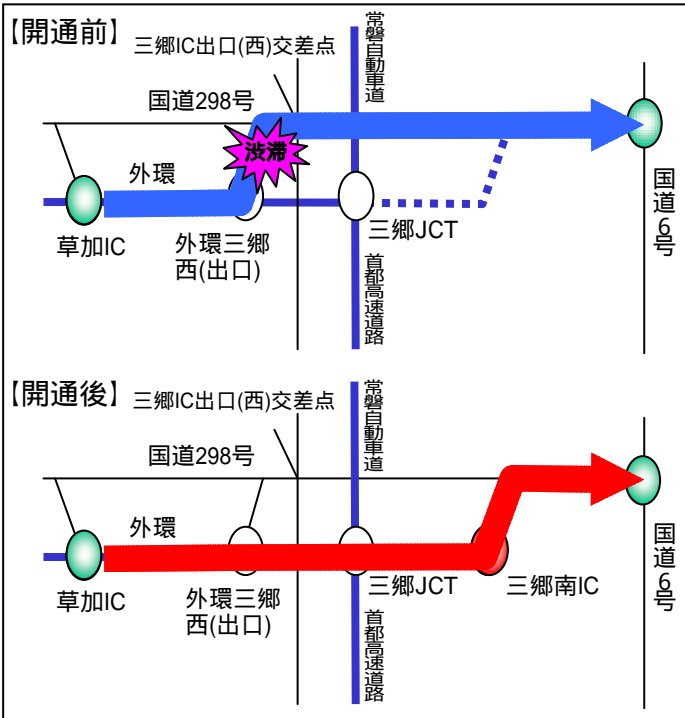 【開通前】
三郷IC出口(西)交差点
常磐自動車道
国道298号
渋滞
外環
草加IC
外環三郷
西(出口)
三郷JCT
首都高速道路
国道6号
【開通後】
三郷IC出口(西)交差点
常磐自動車道
国道298号
外環
草加IC
外環三郷
西(出口)
三郷JCT
三郷南IC
首都高速道路
国道6号